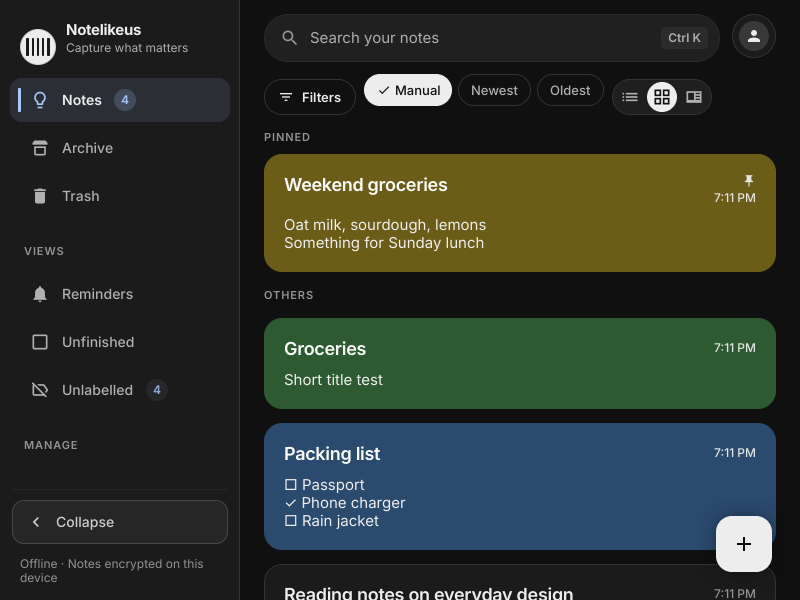 Notelikeus
Capture what matters
Notes 4
Archive
Trash
VIEWS
Reminders
Unfinished
Unlabelled 4
MANAGE
Collapse
Offline · Notes encrypted on this
device
Search your notes Ctrl K
Filters Manual Newest Oldest
PINNED
Weekend groceries
7:11 PM
Oat milk, sourdough, lemons
Something for Sunday lunch
OTHERS
Groceries 7:11 PM
Short title test
Packing list 7:11 PM
☐ Passport
✓ Phone charger
☐ Rain jacket
Reading notes on everyday design 7:11 PM